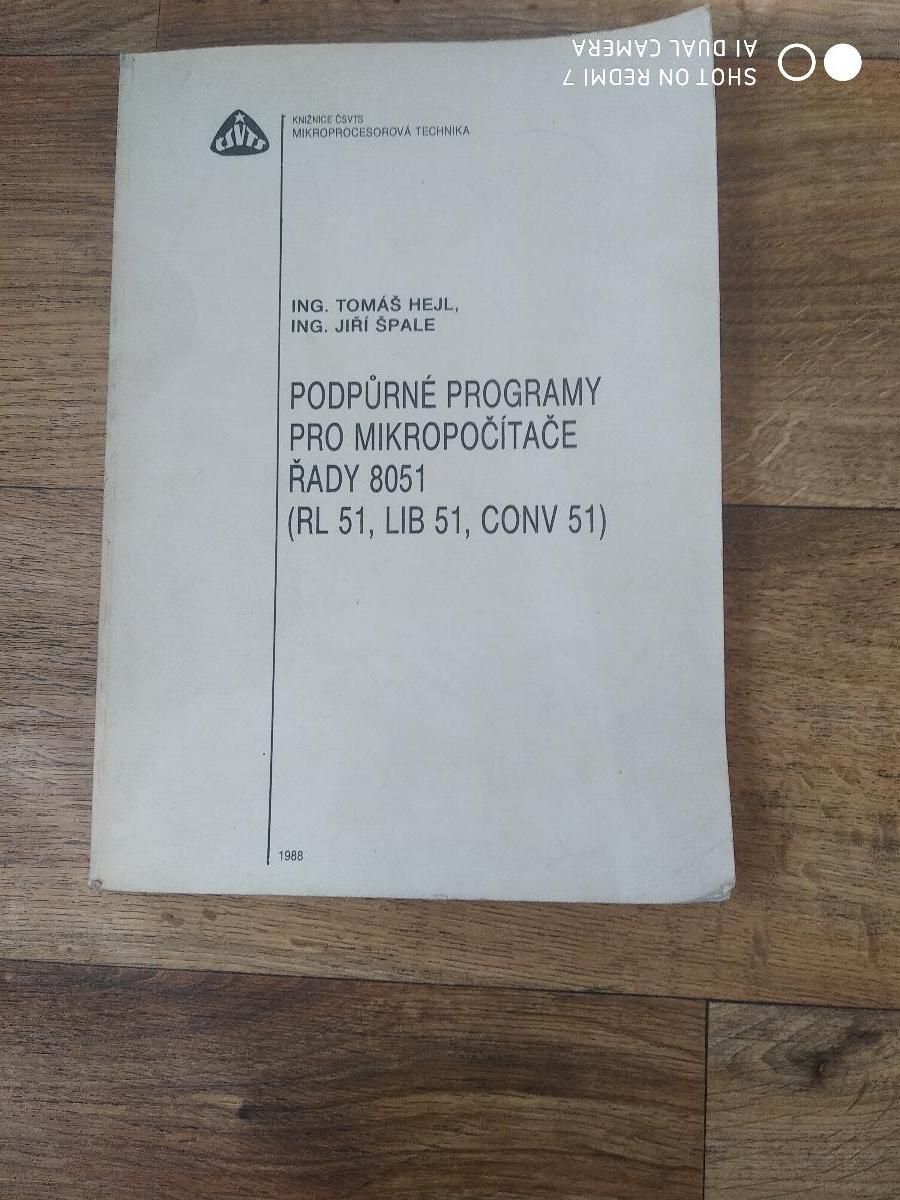 ČSVTS
KNIŽNICE ČSVTS
MIKROPROCESOROVÁ TECHNIKA
ING. TOMÁŠ HEJL,
ING. JIŘÍ ŠPALE
PODPŮRNÉ PROGRAMY
PRO MIKROPOČÍTAČE
ŘADY 8051
(RL 51, LIB 51, CONV 51)
1988
SHOT ON REDMI 7
AI DUAL CAMERA